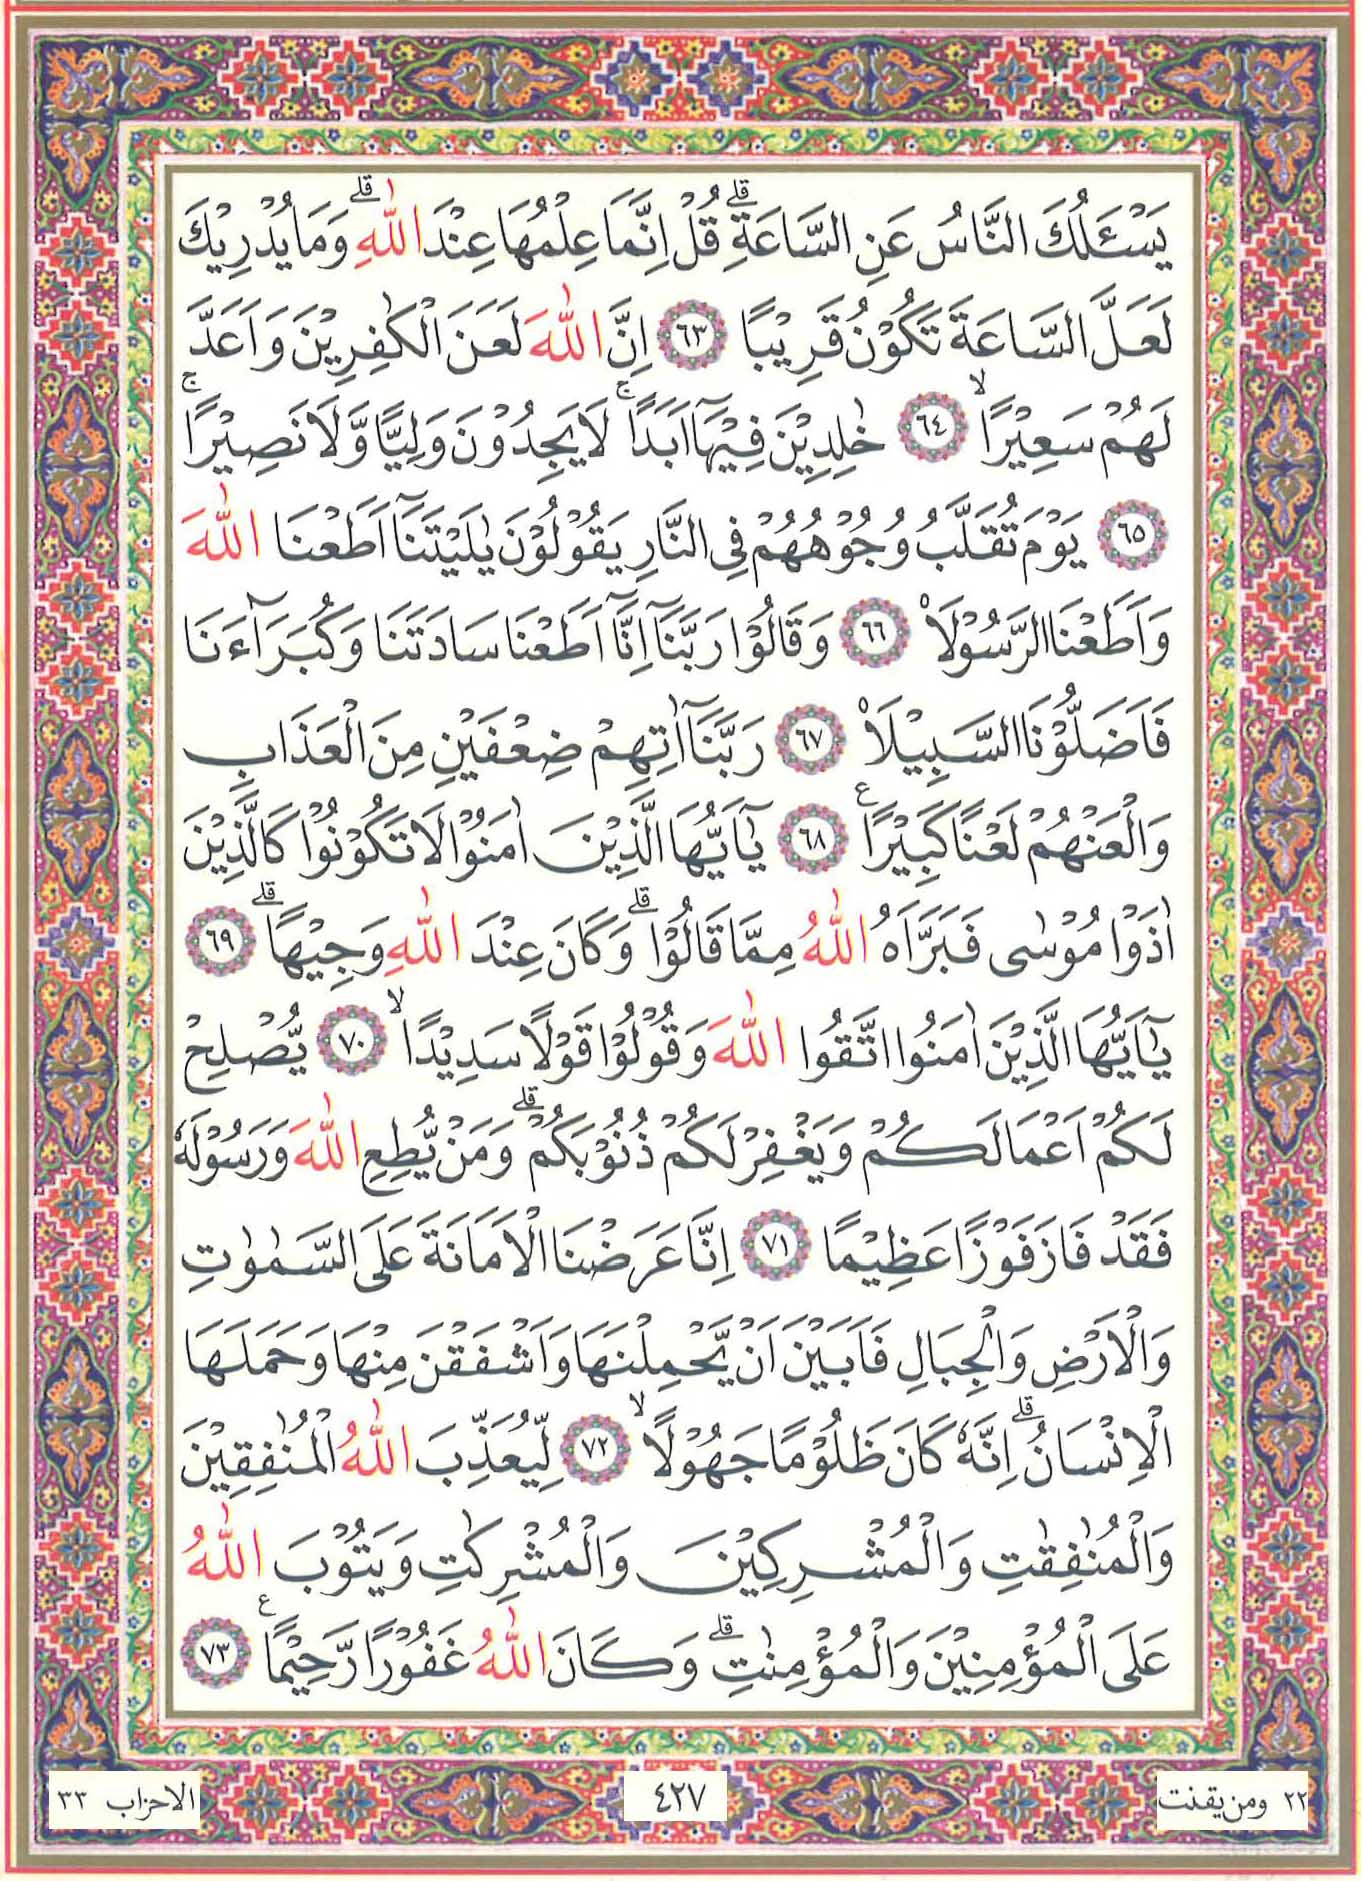 يَسْـَٔلُكَ النَّاسُ عَنِ السَّاعَةِ ۗ قُلْ اِنَّمَا عِلْمُهَا عِنْدَ اللّٰهِ ۗ وَمَا يُدْرِيْكَ
لَعَلَّ السَّاعَةَ تَكُوْنُ قَرِيْبًا ٦٣ اِنَّ اللّٰهَ لَعَنَ الْكٰفِرِيْنَ وَاَعَدَّ
لَهُمْ سَعِيْرًا ۙ ٦٤ خٰلِدِيْنَ فِيْهَآ اَبَدًا ۚ لَا يَجِدُوْنَ وَلِيًّا وَّلَا نَصِيْرًا ۚ
٦٥ يَوْمَ تُقَلَّبُ وُجُوْهُهُمْ فِى النَّارِ يَقُوْلُوْنَ يٰلَيْتَنَآ اَطَعْنَا اللّٰهَ
وَاَطَعْنَا الرَّسُوْلَا۠ ٦٦ وَقَالُوْا رَبَّنَآ اِنَّآ اَطَعْنَا سَادَتَنَا وَكُبَرَآءَنَا
فَاَضَلُّوْنَا السَّبِيْلَا۠ ٦٧ رَبَّنَآ اٰتِهِمْ ضِعْفَيْنِ مِنَ الْعَذَابِ
وَالْعَنْهُمْ لَعْنًا كَبِيْرًا ع ٦٨ يٰٓاَيُّهَا الَّذِيْنَ اٰمَنُوْا لَا تَكُوْنُوْا كَالَّذِيْنَ
اٰذَوْا مُوْسٰى فَبَرَّاَهُ اللّٰهُ مِمَّا قَالُوْا ۗ وَكَانَ عِنْدَ اللّٰهِ وَجِيْهًا ۗ ٦٩
يٰٓاَيُّهَا الَّذِيْنَ اٰمَنُوا اتَّقُوا اللّٰهَ وَقُوْلُوْا قَوْلًا سَدِيْدًا ۙ ٧٠ يُّصْلِحْ
لَكُمْ اَعْمَالَكُمْ وَيَغْفِرْ لَكُمْ ذُنُوْبَكُمْ ۗ وَمَنْ يُّطِعِ اللّٰهَ وَرَسُوْلَهٗ
فَقَدْ فَازَ فَوْزًا عَظِيْمًا ٧١ اِنَّا عَرَضْنَا الْاَمَانَةَ عَلَى السَّمٰوٰتِ
وَالْاَرْضِ وَالْجِبَالِ فَاَبَيْنَ اَنْ يَّحْمِلْنَهَا وَاَشْفَقْنَ مِنْهَا وَحَمَلَهَا
الْاِنْسَانُ ۗ اِنَّهٗ كَانَ ظَلُوْمًا جَهُوْلًا ۙ ٧٢ لِّيُعَذِّبَ اللّٰهُ الْمُنٰفِقِيْنَ
وَالْمُنٰفِقٰتِ وَالْمُشْرِكِيْنَ وَالْمُشْرِكٰتِ وَيَتُوْبَ اللّٰهُ
عَلَى الْمُؤْمِنِيْنَ وَالْمُؤْمِنٰتِ ۗ وَكَانَ اللّٰهُ غَفُوْرًا رَّحِيْمًا ع ٧٣
٢٢ ومن يقنت ٤٢٧ الاحزاب ٣٣